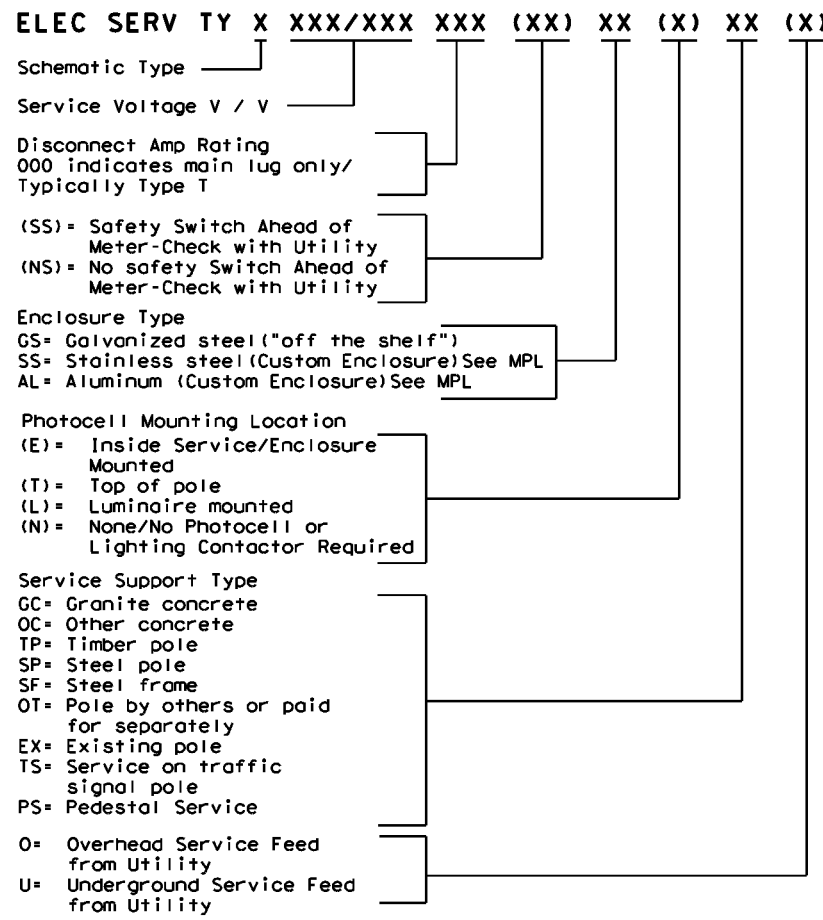 ELEC SERV TY X XXX/XXX XXX (XX) XX (X) XX (X)
Schematic Type
Service Voltage V / V
Disconnect Amp Rating
000 indicates main lug only/
Typically Type T
(SS)= Safety Switch Ahead of
Meter-Check with Utility
(NS)= No safety Switch Ahead of
Meter-Check with Utility
Enclosure Type
GS= Galvanized steel("off the shelf")
SS= Stainless steel(Custom Enclosure)See MPL
AL= Aluminum (Custom Enclosure)See MPL
Photocell Mounting Location
(E)= Inside Service/Enclosure
Mounted
(T)= Top of pole
(L)= Luminaire mounted
(N)= None/No Photocell or
Lighting Contactor Required
Service Support Type
GC= Granite concrete
OC= Other concrete
TP= Timber pole
SP= Steel pole
SF= Steel frame
OT= Pole by others or paid
for separately
EX= Existing pole
TS= Service on traffic
signal pole
PS= Pedestal Service
O= Overhead Service Feed
from Utility
U= Underground Service Feed
from Utility